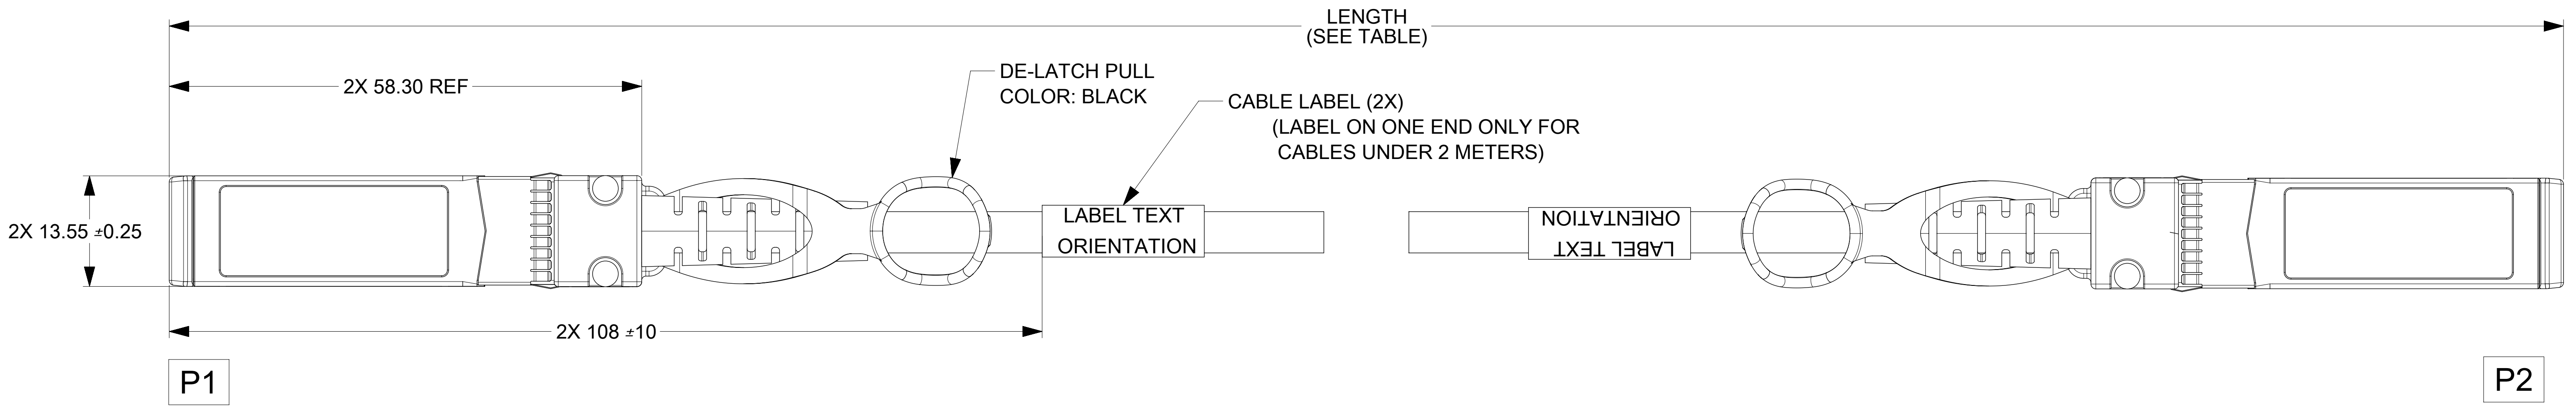 LENGTH
(SEE TABLE)
2X 58.30 REF
DE-LATCH PULL
COLOR: BLACK
CABLE LABEL (2X)
(LABEL ON ONE END ONLY FOR
CABLES UNDER 2 METERS)
2X 13.55 ±0.25
LABEL TEXT
ORIENTATION
LABEL TEXT
ORIENTATION
2X 108 ±10
P1
P2